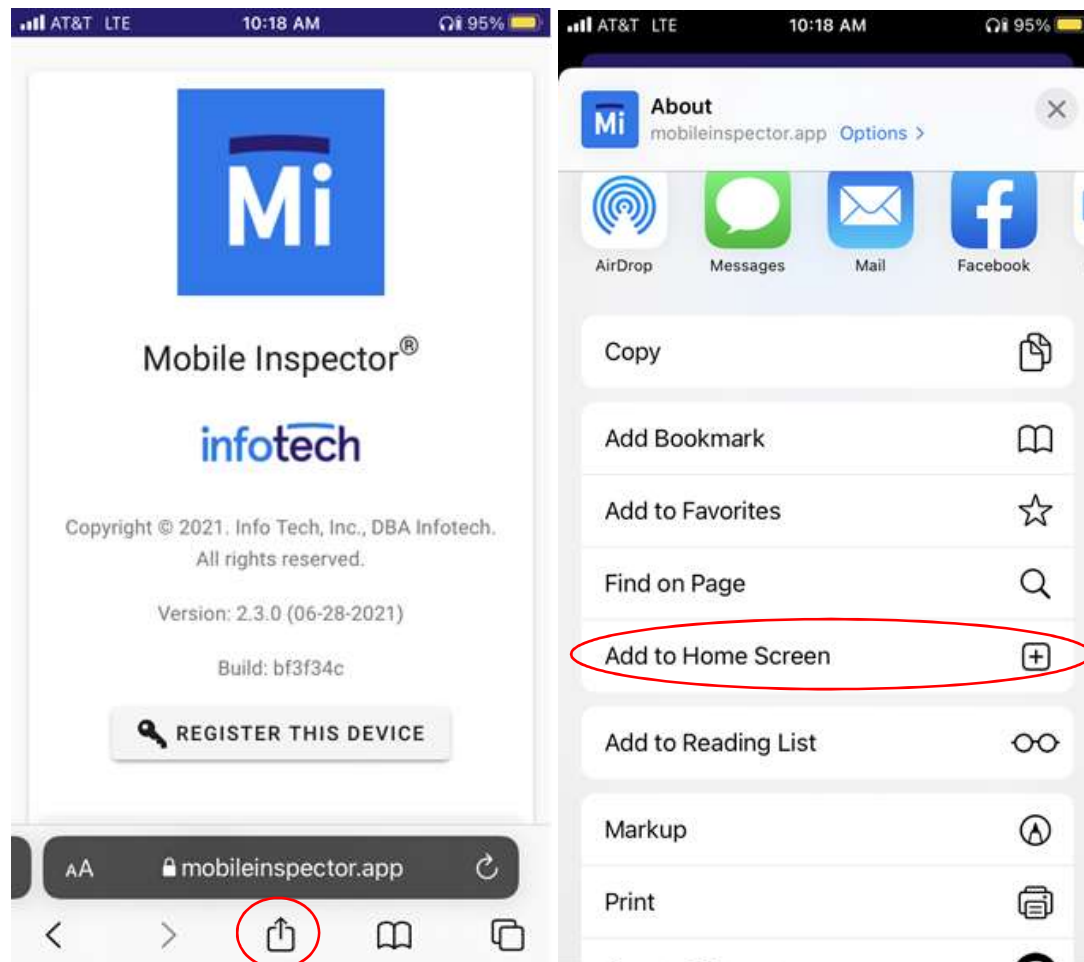 AT&T LTE 10:18 AM 95%
Mi
Mobile Inspector®
infotech
Copyright © 2021. Info Tech, Inc., DBA Infotech.
All rights reserved.
Version: 2.3.0 (06-28-2021)
Build: bf3f34c
REGISTER THIS DEVICE
AA mobileinspector.app
AT&T LTE 10:18 AM 95%
Mi
About
mobileinspector.app Options >
AirDrop Messages Mail Facebook
Copy
Add Bookmark
Add to Favorites
Find on Page
Add to Home Screen
Add to Reading List
Markup
Print